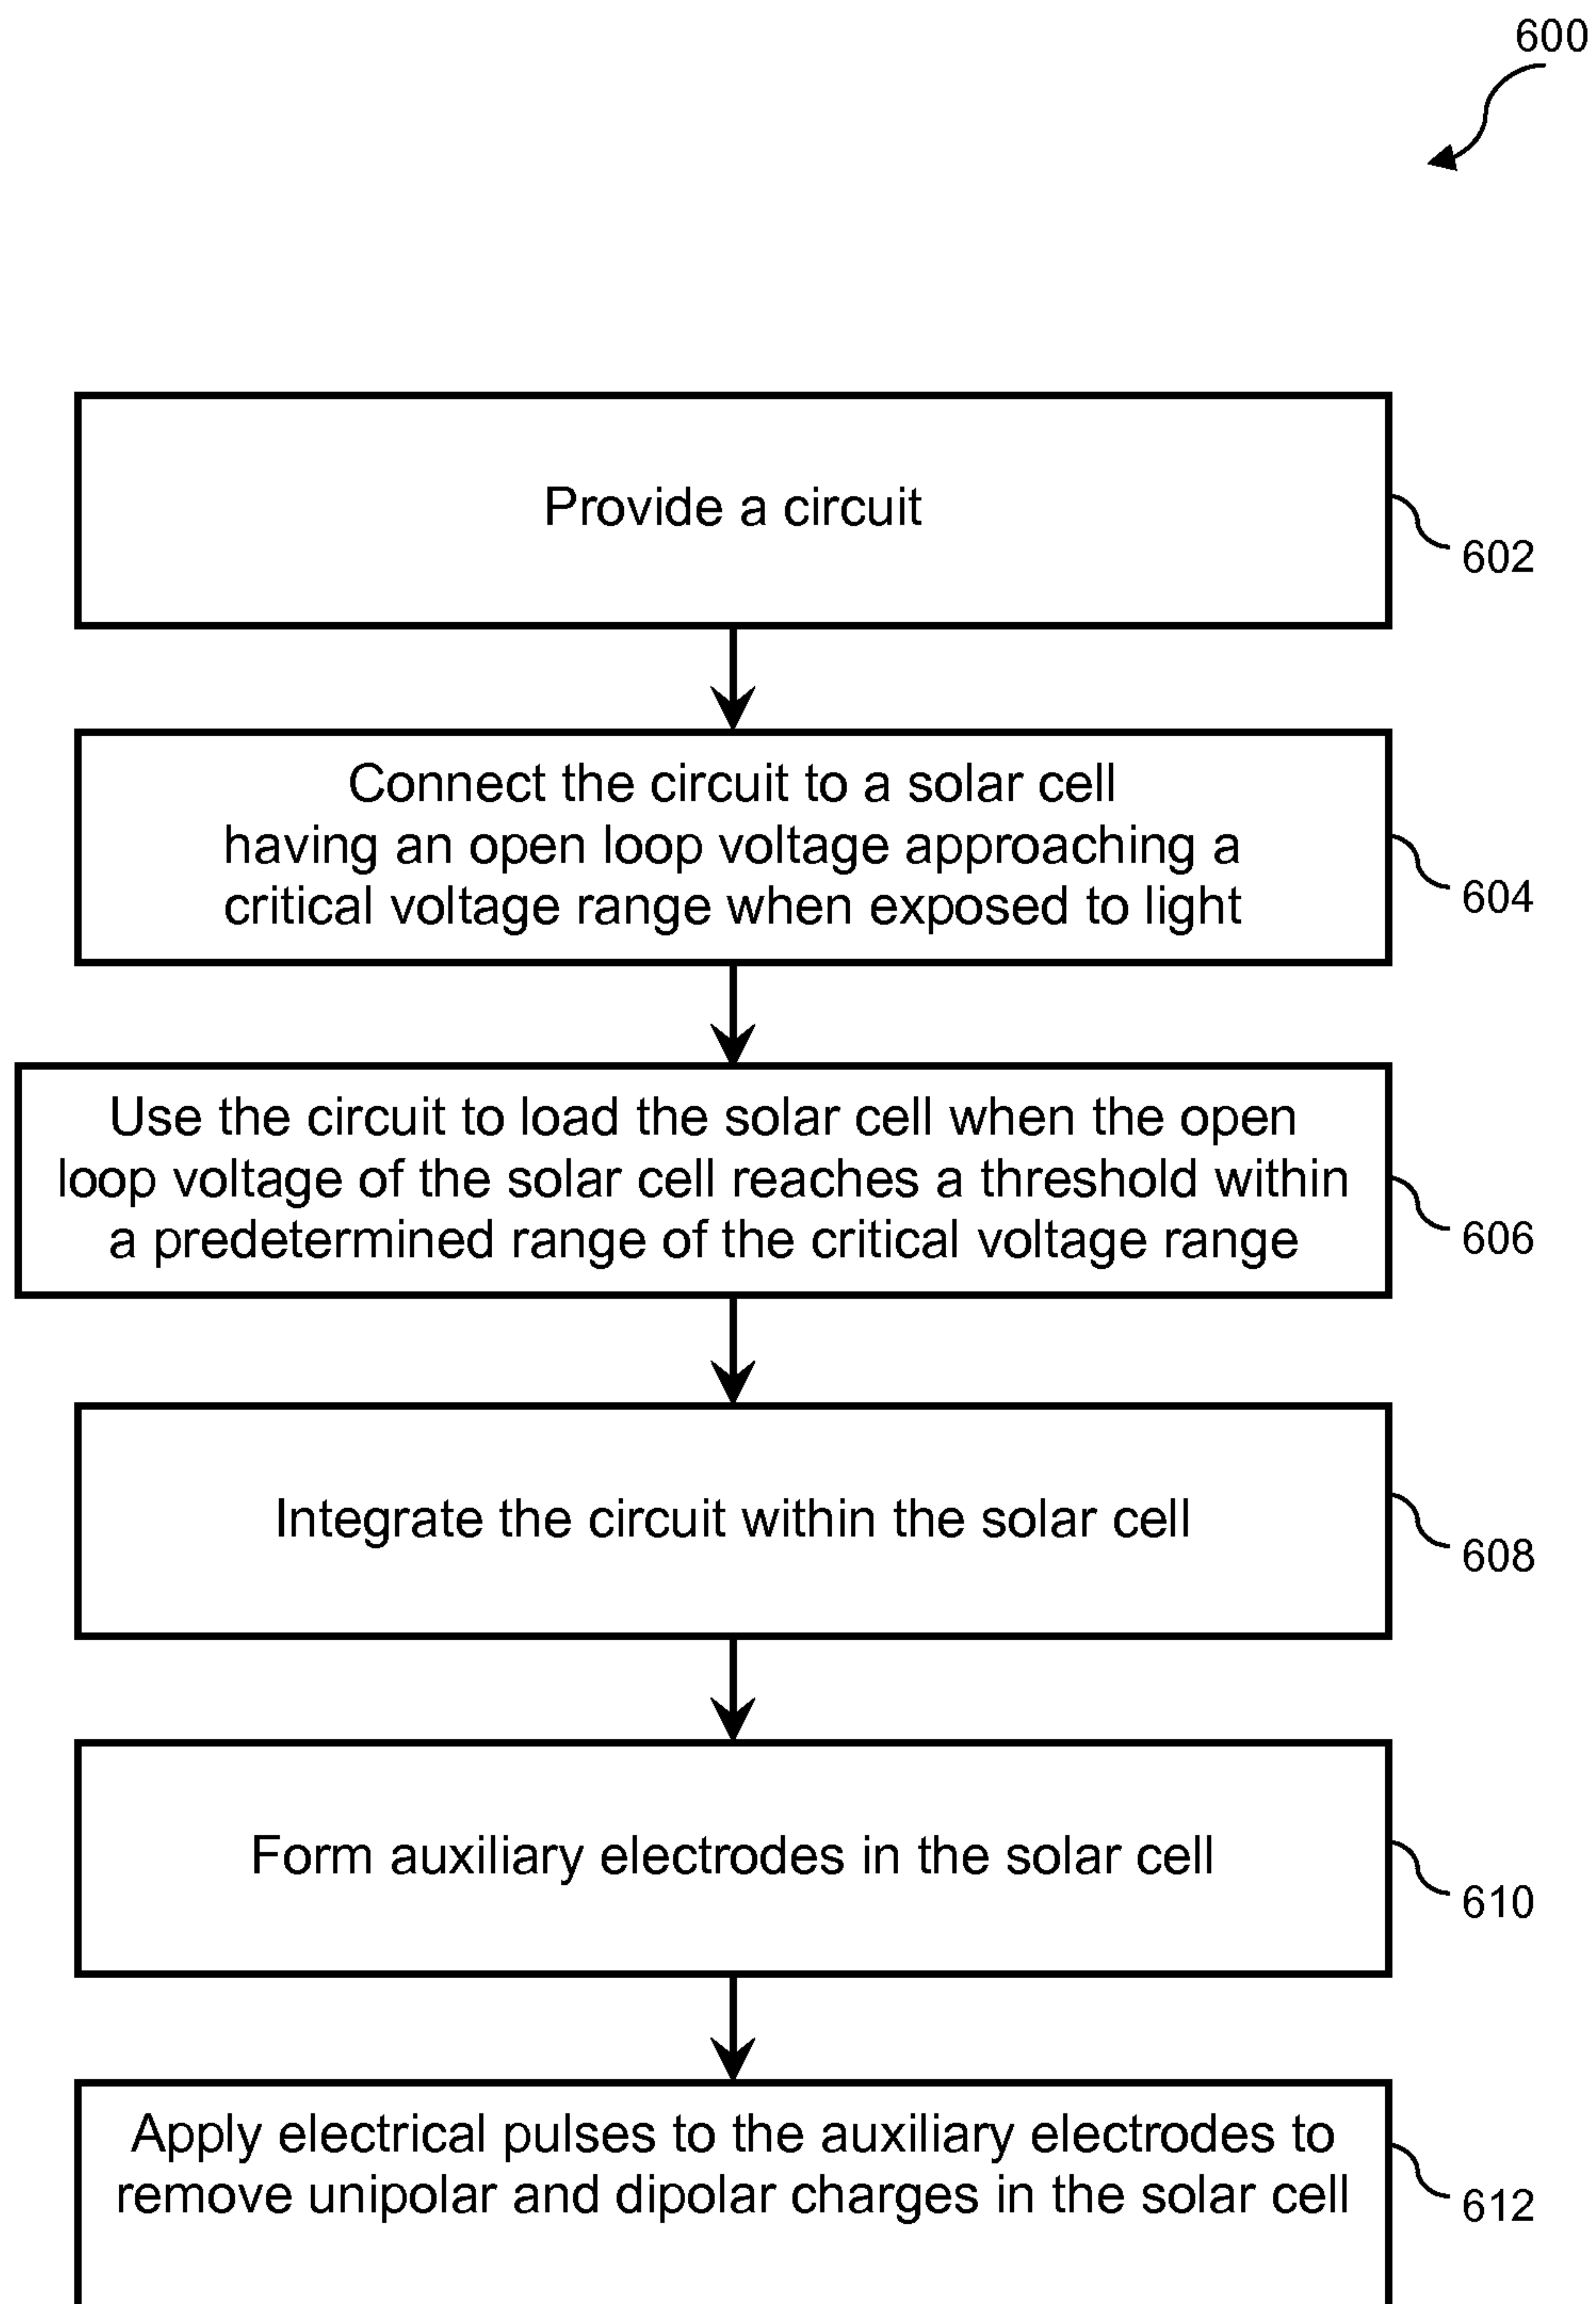 600
Provide a circuit
602
Connect the circuit to a solar cell
having an open loop voltage approaching a
critical voltage range when exposed to light
604
Use the circuit to load the solar cell when the open
loop voltage of the solar cell reaches a threshold within
a predetermined range of the critical voltage range
606
Integrate the circuit within the solar cell
608
Form auxiliary electrodes in the solar cell
610
Apply electrical pulses to the auxiliary electrodes to
remove unipolar and dipolar charges in the solar cell
612